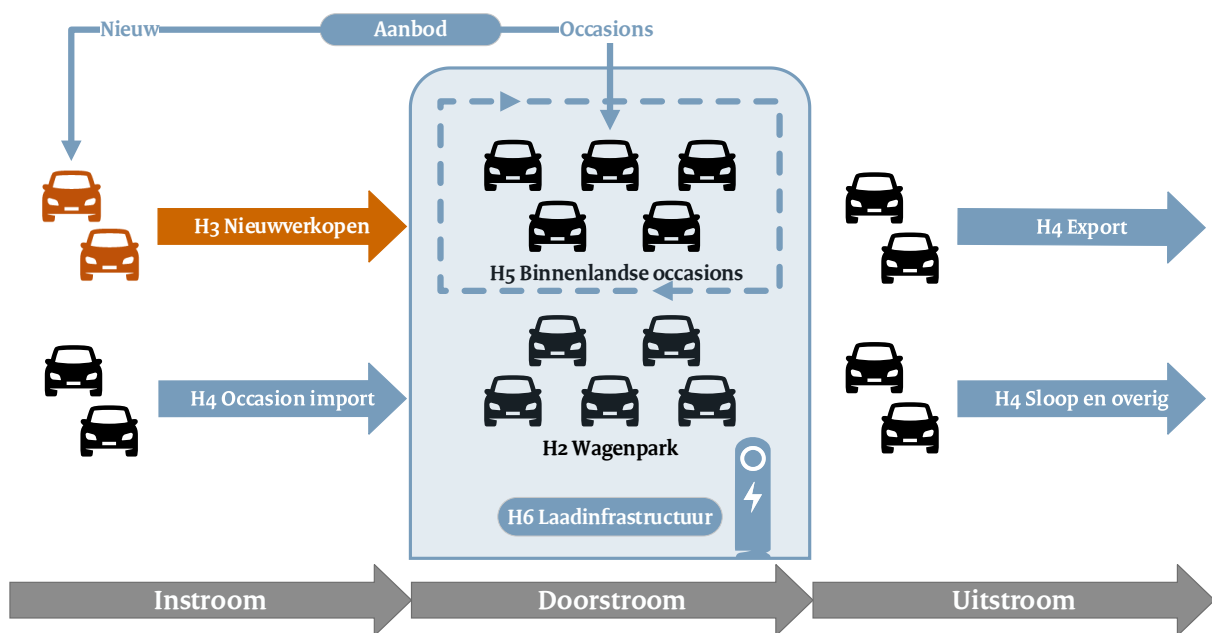 Nieuw
Aanbod
Occasions
H3 Nieuwverkopen
H5 Binnenlandse occasions
H4 Export
H4 Occasion import
H2 Wagenpark
H4 Sloop en overig
H6 Laadinfrastructuur
Instroom
Doorstroom
Uitstroom